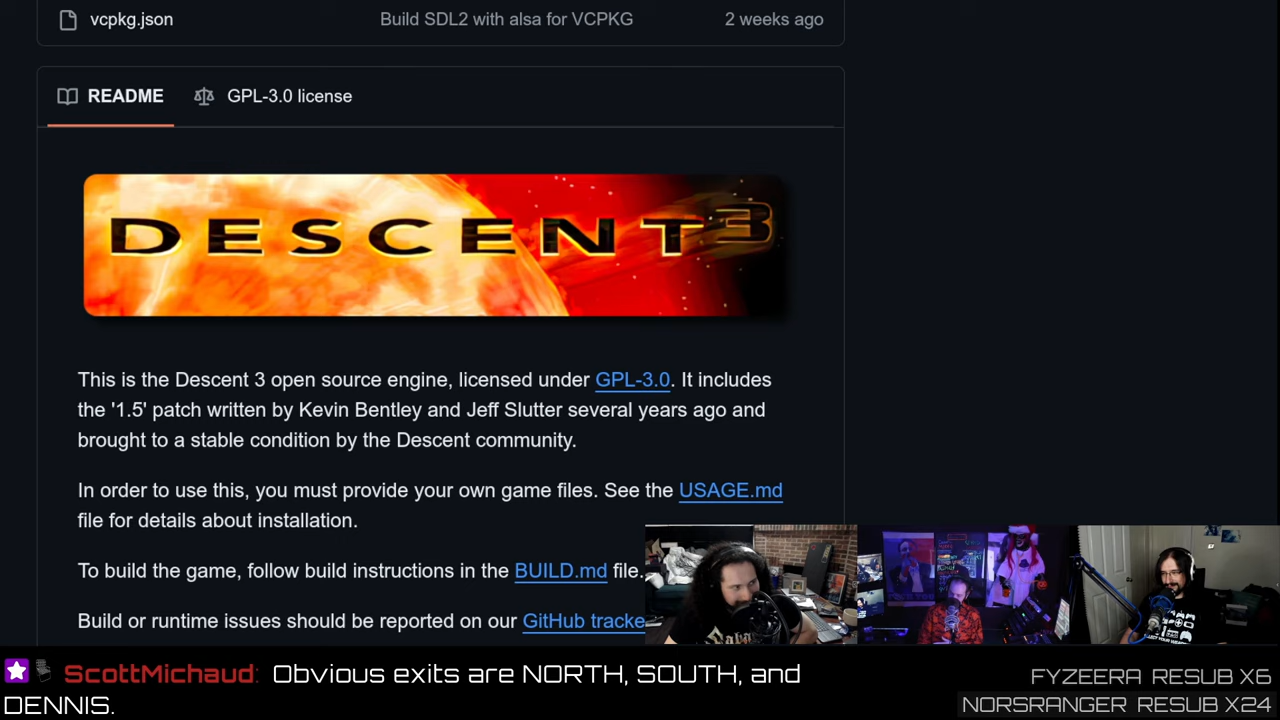 vcpkg.json Build SDL2 with alsa for VCPKG 2 weeks ago
README GPL-3.0 license
DESCENT 3
This is the Descent 3 open source engine, licensed under GPL-3.0. It includes
the '1.5' patch written by Kevin Bentley and Jeff Slutter several years ago and
brought to a stable condition by the Descent community.
In order to use this, you must provide your own game files. See the USAGE.md
file for details about installation.
To build the game, follow build instructions in the BUILD.md file.
Build or runtime issues should be reported on our GitHub tracke
ScottMichaud: Obvious exits are NORTH, SOUTH, and
DENNIS.
FYZEERA RESUB X6
NORSRANGER RESUB X24